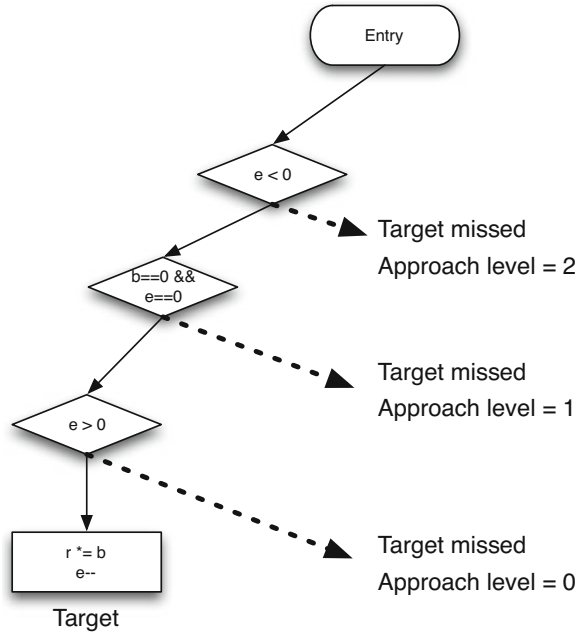 Entry
e < 0
Target missed
Approach level = 2
b==0 &&
e==0
Target missed
Approach level = 1
e > 0
Target missed
Approach level = 0
r *= b
e--
Target